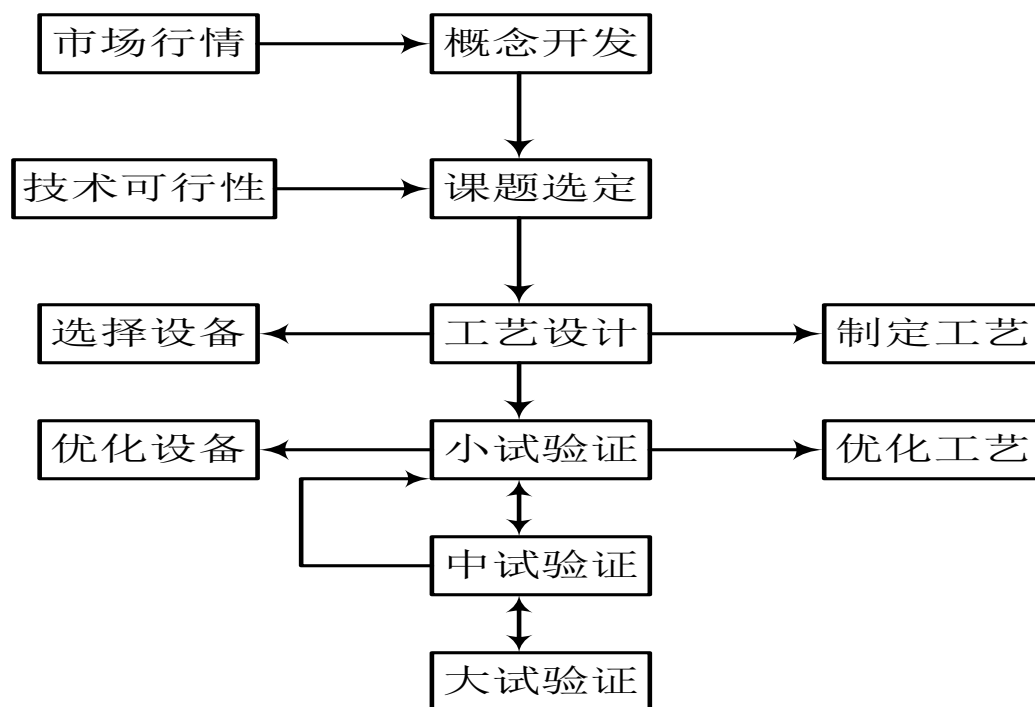 市场行情
概念开发
技术可行性
课题选定
选择设备
工艺设计
制定工艺
优化设备
小试验证
优化工艺
中试验证
大试验证